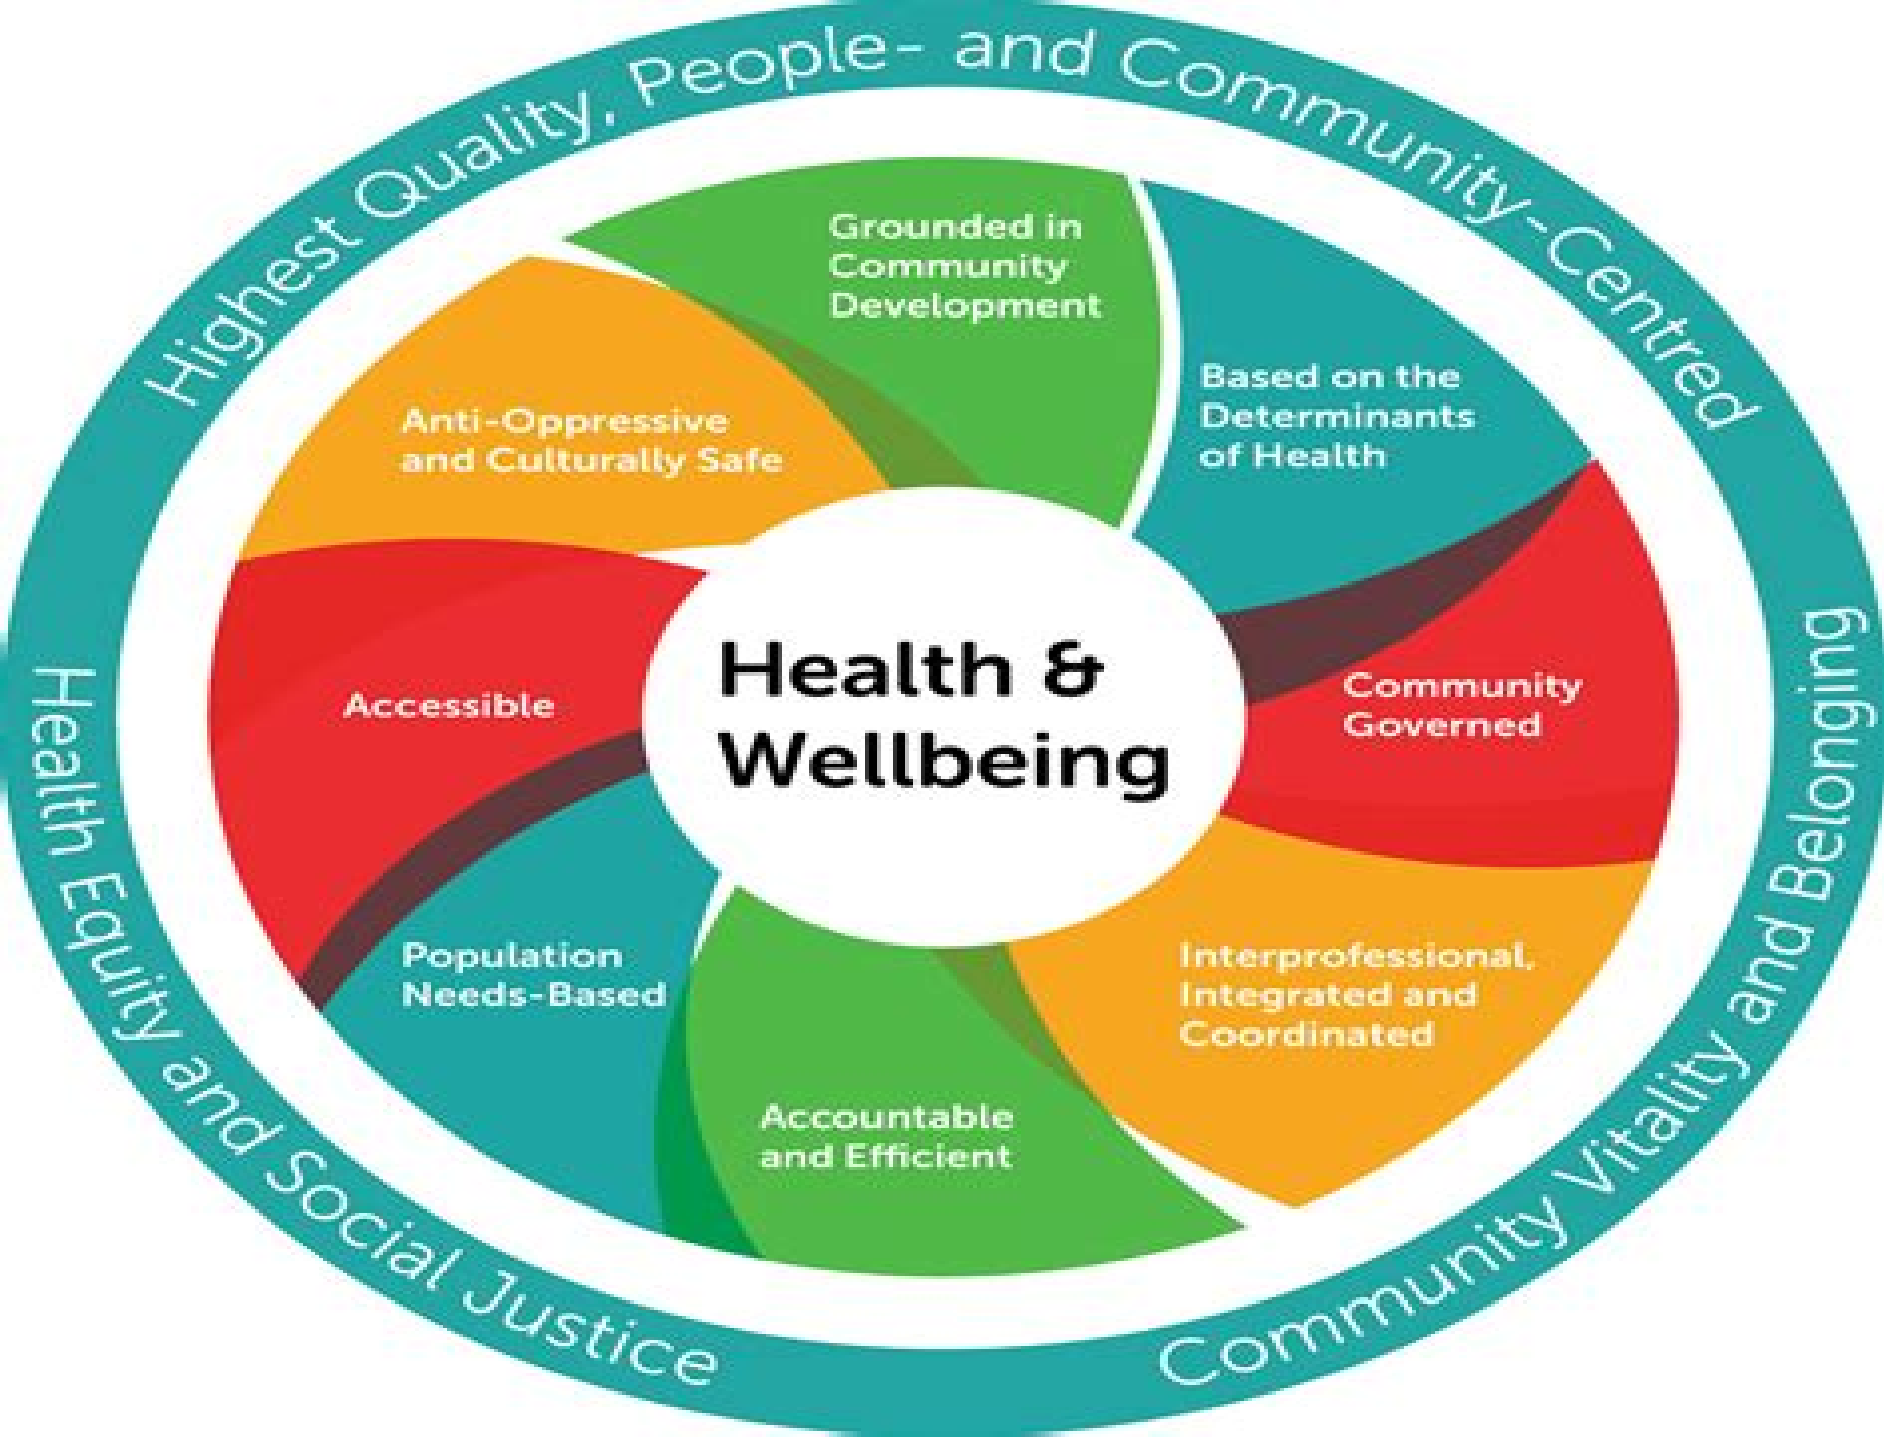 Highest Quality, People- and Community-Centred
Grounded in
Community
Development
Based on the
Determinants
of Health
Anti-Oppressive
and Culturally Safe
Health &
Wellbeing
Accessible
Community
Governed
Population
Needs-Based
Interprofessional,
Integrated and
Coordinated
Accountable
and Efficient
Health Equity and Social Justice
Community Vitality and Belonging